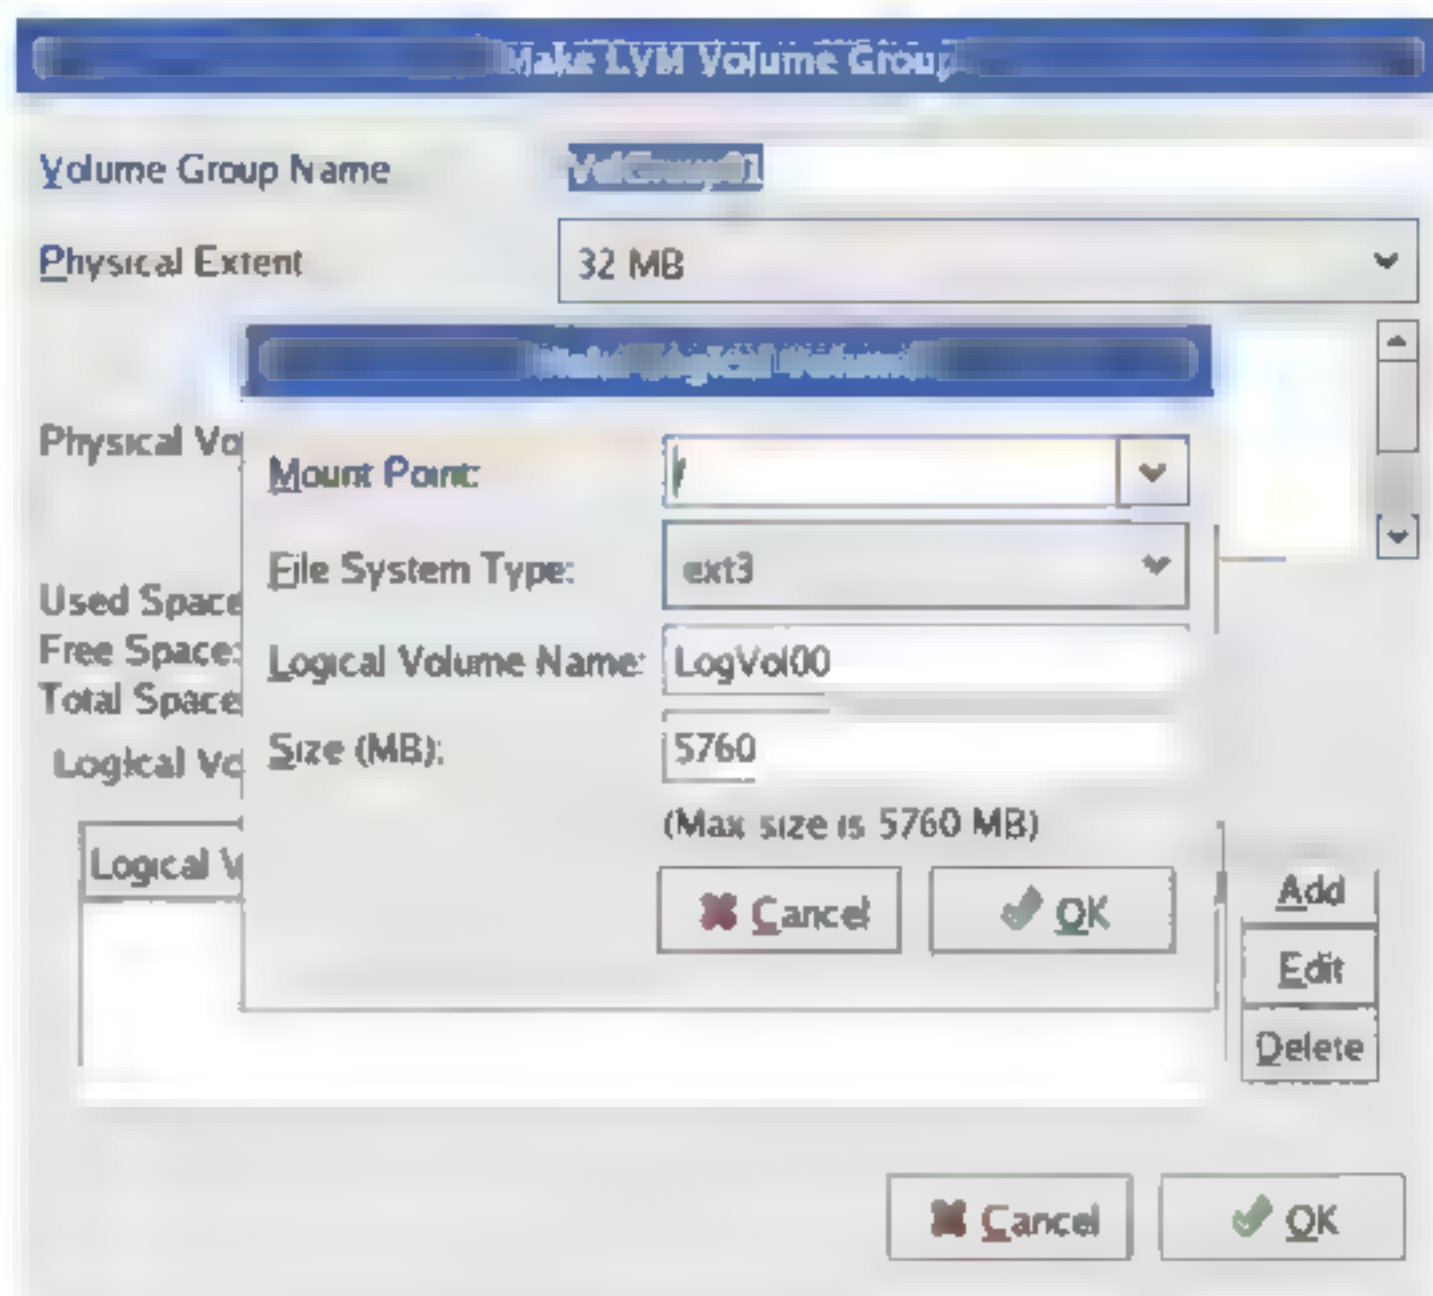 Make LVM Volume Group
Volume Group Name
Physical Extent 32 MB
Physical Vo
Mount Point: /
File System Type: ext3
Used Space
Free Space:
Logical Volume Name: LogVol00
Total Space
Size (MB): 5760
Logical Vo
(Max size is 5760 MB)
Logical V
Cancel OK
Add
Edit
Delete
Cancel OK